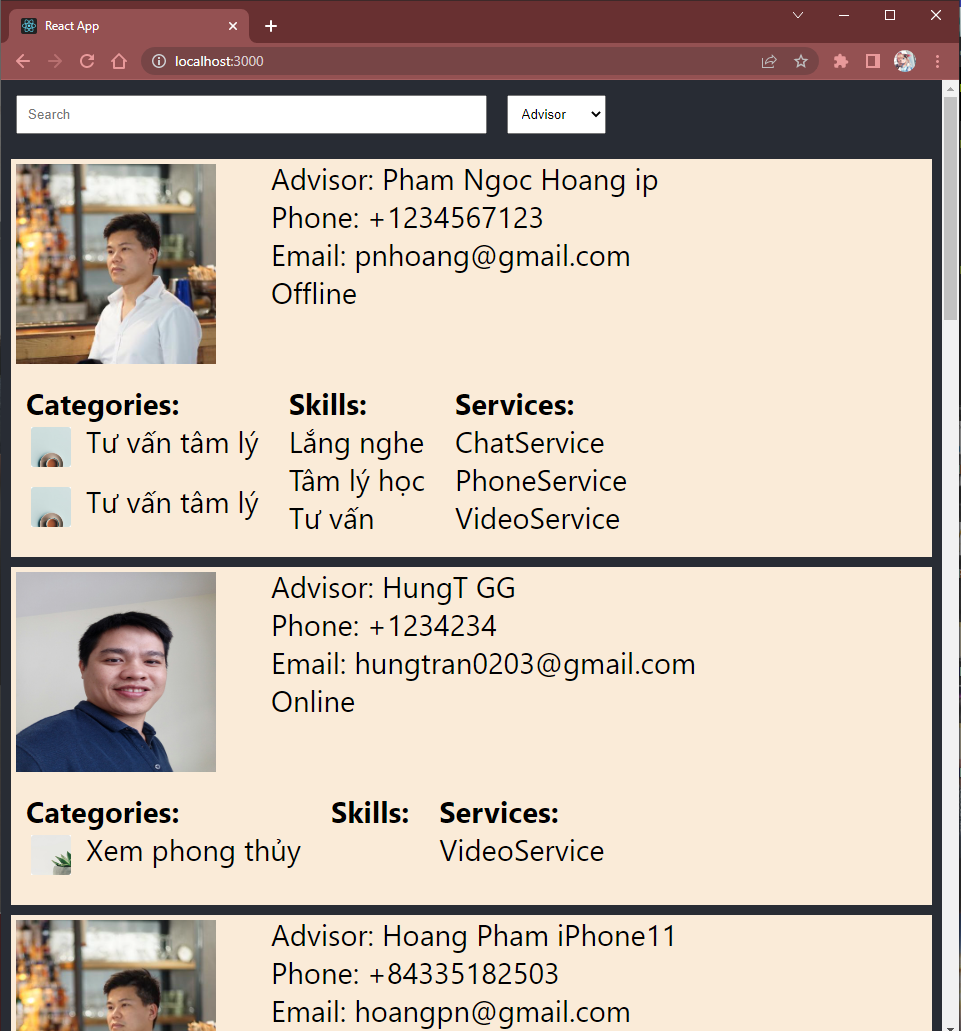 React App
localhost:3000
Search
Advisor
Advisor: Pham Ngoc Hoang ip
Phone: +1234567123
Email: pnhoang@gmail.com
Offline
Categories:
Tư vấn tâm lý
Tư vấn tâm lý
Skills:
Lắng nghe
Tâm lý học
Tư vấn
Services:
ChatService
PhoneService
VideoService
Advisor: HungT GG
Phone: +1234234
Email: hungtran0203@gmail.com
Online
Categories:
Xem phong thủy
Skills:
Services:
VideoService
Advisor: Hoang Pham iPhone11
Phone: +84335182503
Email: hoangpn@gmail.com